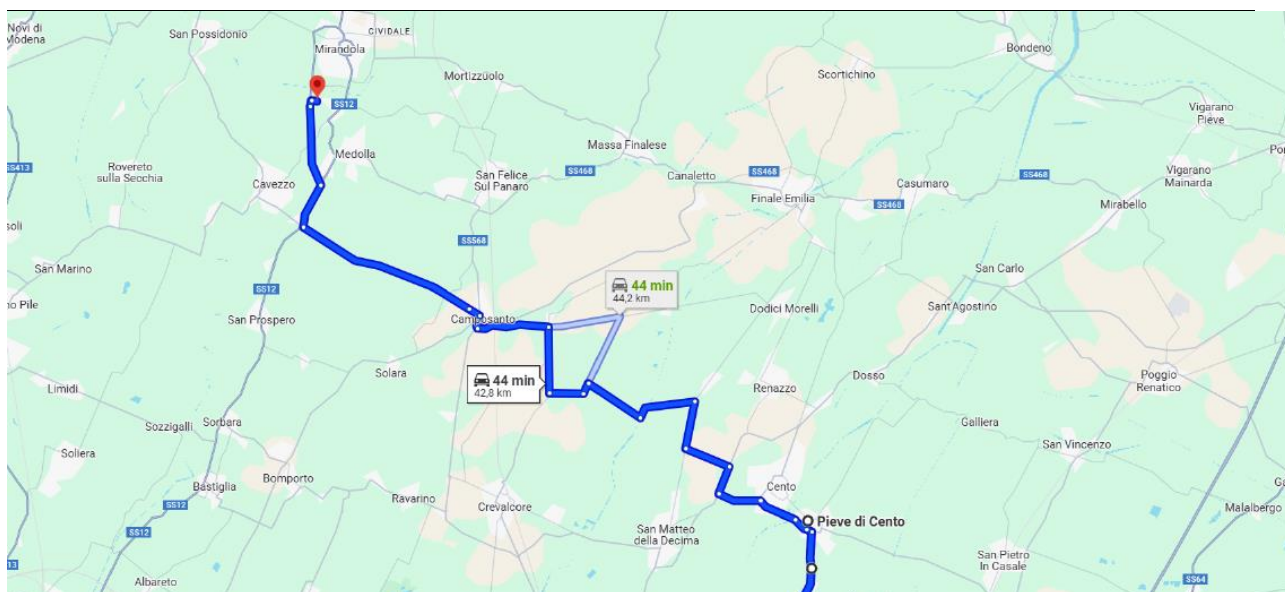 Novi di
Modena
San Possidonio
CIVIDALE
Mirandola
Bondeno
Mortizzuolo
Scortichino
SS12
Vigarano
Pieve
Massa Finalese
Medolla
SS413
Rovereto
sulla Secchia
San Felice
Sul Panaro
SS468
Canaletto
SS468
SS468
Vigarano
Mainarda
Cavezzo
Casumaro
Finale Emilia
SS468
Mirabello
SS568
San Marino
San Carlo
44 min
44,2 km
SS12
Dodici Morelli
Sant'Agostino
San Prospero
Camposanto
Solara
44 min
42,8 km
Dosso
Poggio
Renatico
Limidi
Renazzo
Sorbara
Galliera
Sozzigalli
San Vincenzo
Soliera
Bomporto
Bastiglia
Cento
Ravarino
SS12
Crevalcore
Malalbergo
Pieve di Cento
San Matteo
della Decima
SS12
San Pietro
In Casale
Albareto
SS64